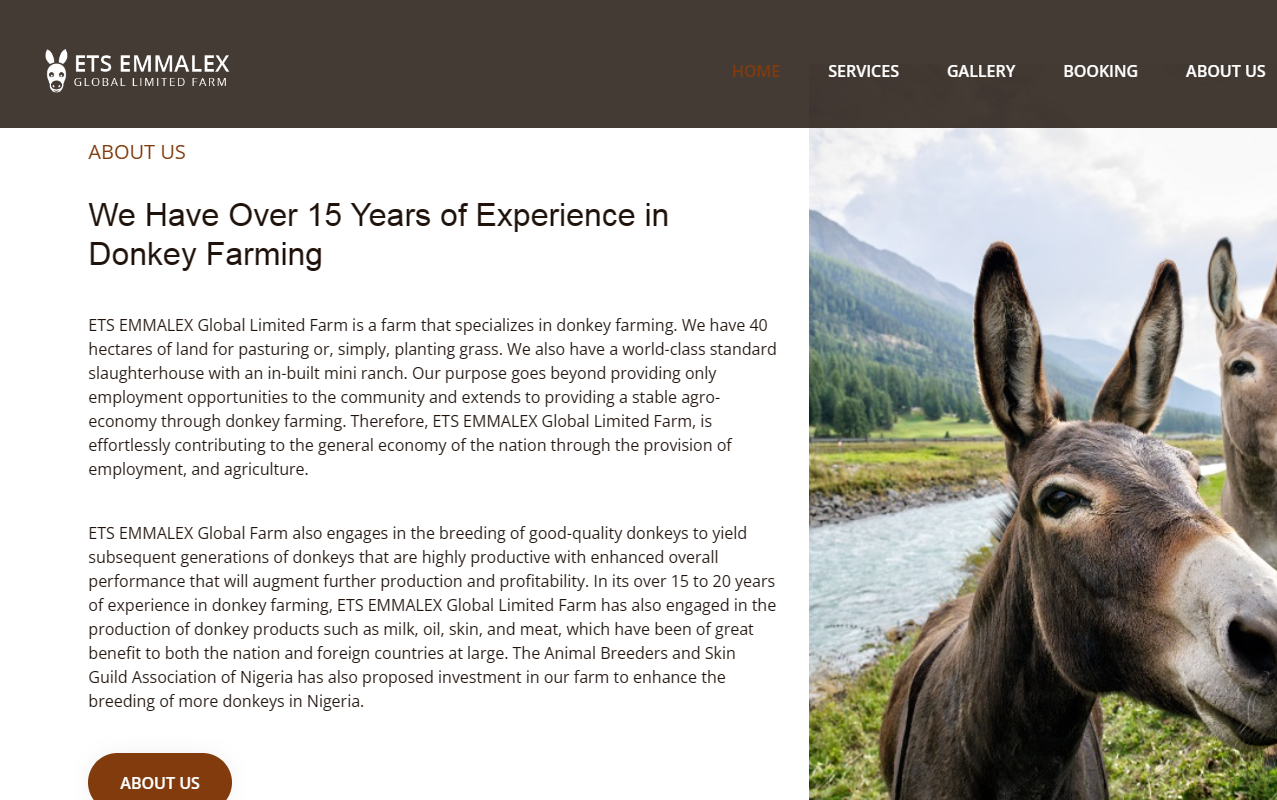 ETS EMMALEX
GLOBAL LIMITED FARM
HOME
SERVICES
GALLERY
BOOKING
ABOUT US
ABOUT US
We Have Over 15 Years of Experience in
Donkey Farming
ETS EMMALEX Global Limited Farm is a farm that specializes in donkey farming. We have 40
hectares of land for pasturing or, simply, planting grass. We also have a world-class standard
slaughterhouse with an in-built mini ranch. Our purpose goes beyond providing only
employment opportunities to the community and extends to providing a stable agro-
economy through donkey farming. Therefore, ETS EMMALEX Global Limited Farm, is
effortlessly contributing to the general economy of the nation through the provision of
employment, and agriculture.
ETS EMMALEX Global Farm also engages in the breeding of good-quality donkeys to yield
subsequent generations of donkeys that are highly productive with enhanced overall
performance that will augment further production and profitability. In its over 15 to 20 years
of experience in donkey farming, ETS EMMALEX Global Limited Farm has also engaged in the
production of donkey products such as milk, oil, skin, and meat, which have been of great
benefit to both the nation and foreign countries at large. The Animal Breeders and Skin
Guild Association of Nigeria has also proposed investment in our farm to enhance the
breeding of more donkeys in Nigeria.
ABOUT US